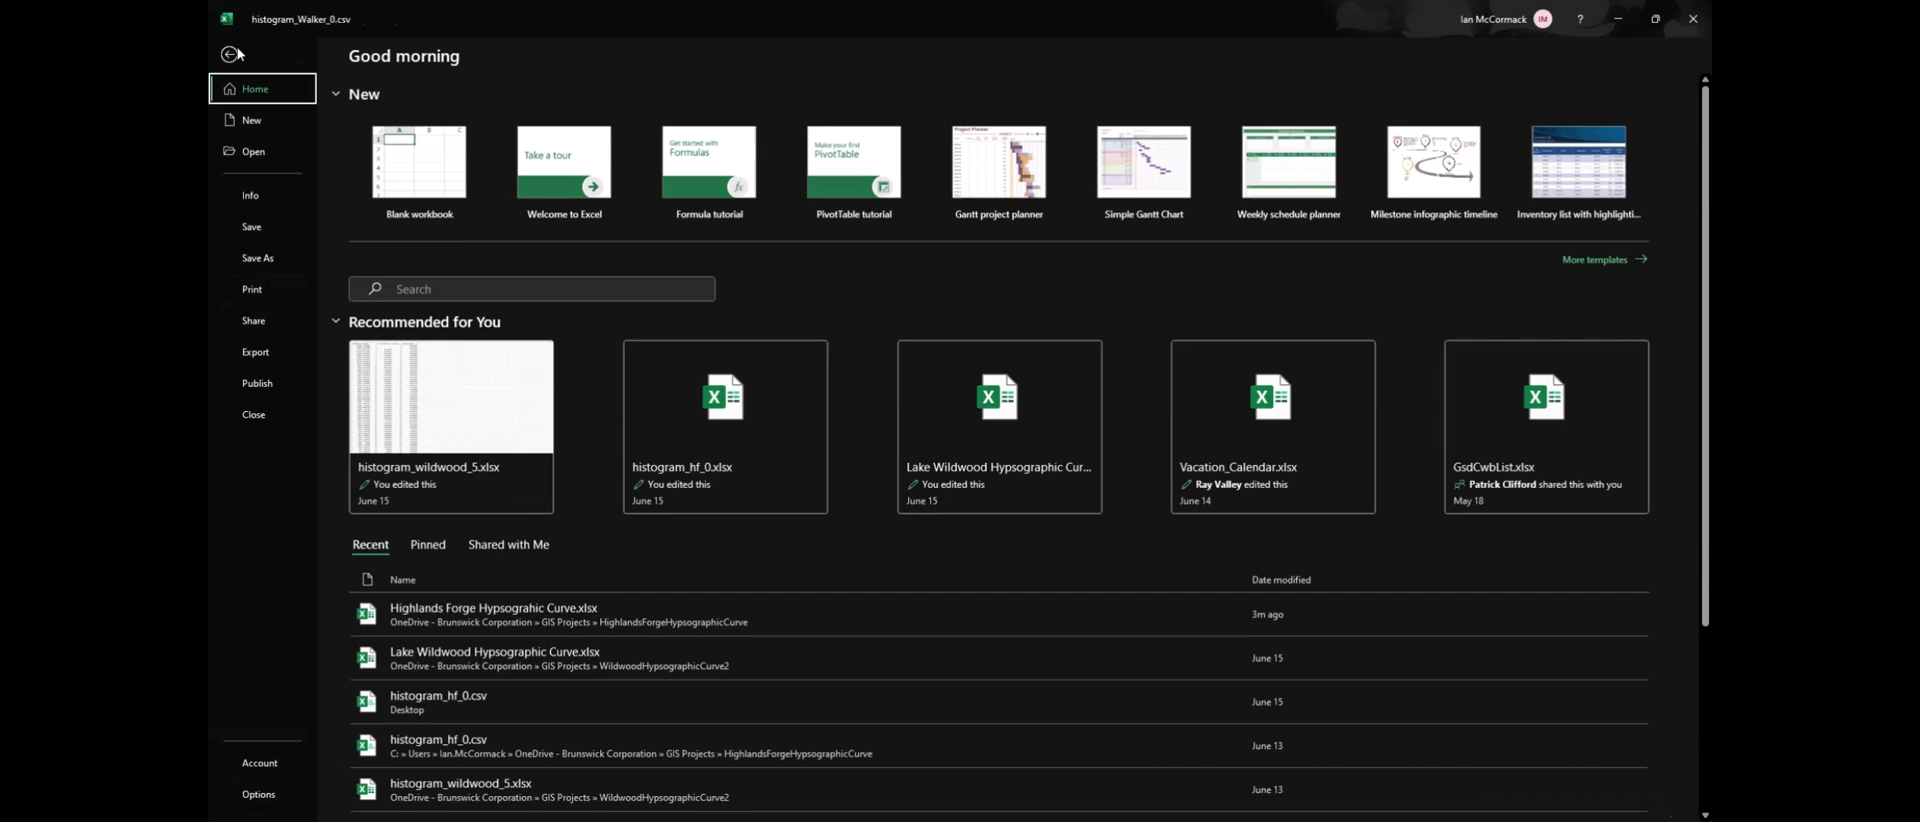 histogram_Walker_0.csv
Ian McCormack IM ?
Good morning
Home
New
Open
Info
Save
Save As
Print
Share
Export
Publish
Close
Account
Options
New
A B C
Take a tour
Get started with
Formulas
fx
Make your first
PivotTable
Project Planner
Blank workbook
Welcome to Excel
Formula tutorial
PivotTable tutorial
Gantt project planner
Simple Gantt Chart
Weekly schedule planner
Milestone infographic timeline
Inventory list with highlighti...
More templates
Search
Recommended for You
histogram_wildwood_5.xlsx
You edited this
June 15
histogram_hf_0.xlsx
You edited this
June 15
Lake Wildwood Hypsographic Cur...
You edited this
June 15
Vacation_Calendar.xlsx
Ray Valley edited this
June 14
GsdCwbList.xlsx
Patrick Clifford shared this with you
May 18
Recent Pinned Shared with Me
Name Date modified
Highlands Forge Hypsograhic Curve.xlsx
OneDrive - Brunswick Corporation » GIS Projects » HighlandsForgeHypsographicCurve
3m ago
Lake Wildwood Hypsographic Curve.xlsx
OneDrive - Brunswick Corporation » GIS Projects » WildwoodHypsographicCurve2
June 15
histogram_hf_0.csv
Desktop
June 15
histogram_hf_0.csv
C: » Users » Ian.McCormack » OneDrive - Brunswick Corporation » GIS Projects » HighlandsForgeHypsographicCurve
June 13
histogram_wildwood_5.xlsx
OneDrive - Brunswick Corporation » GIS Projects » WildwoodHypsographicCurve2
June 13